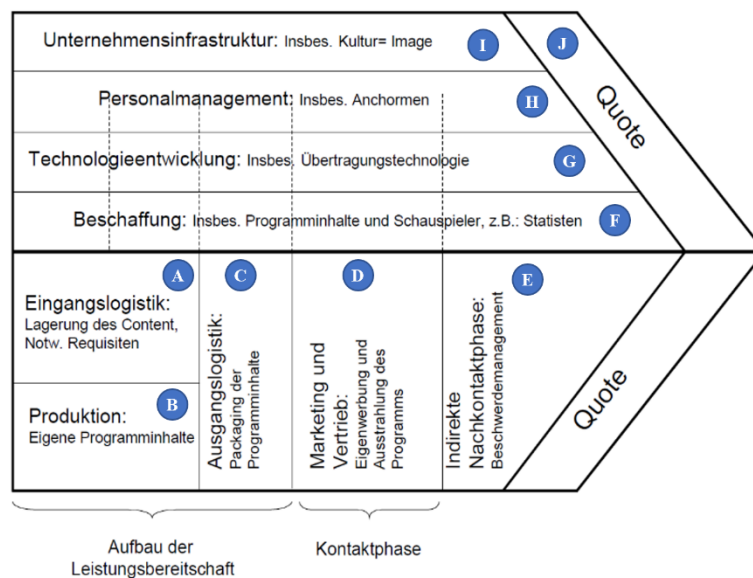 Unternehmensinfrastruktur: Insbes. Kultur= Image
I
J
Personalmanagement: Insbes. Anchormen
H
Quote
Technologieentwicklung: Insbes. Übertragungstechnologie
G
Beschaffung: Insbes. Programminhalte und Schauspieler, z.B.: Statisten
F
A
Eingangslogistik:
Lagerung des Content,
Notw. Requisiten
B
Produktion:
Eigene Programminhalte
C
Ausgangslogistik:
Packaging der
Programminhalte
D
Marketing und
Vertrieb:
Eigenwerbung und
Ausstrahlung des
Programms
E
Indirekte
Nachkontaktphase:
Beschwerdemanagement
Quote
Aufbau der
Leistungsbereitschaft
Kontaktphase